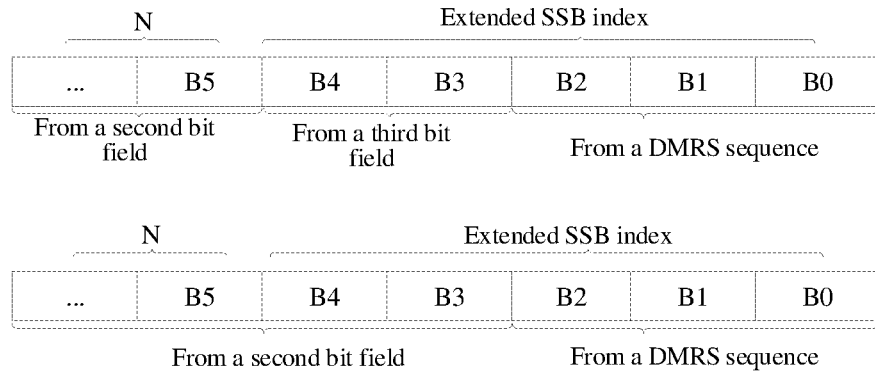 N Extended SSB index
... B5 B4 B3 B2 B1 B0
From a second bit field From a third bit field From a DMRS sequence
N Extended SSB index
... B5 B4 B3 B2 B1 B0
From a second bit field From a DMRS sequence